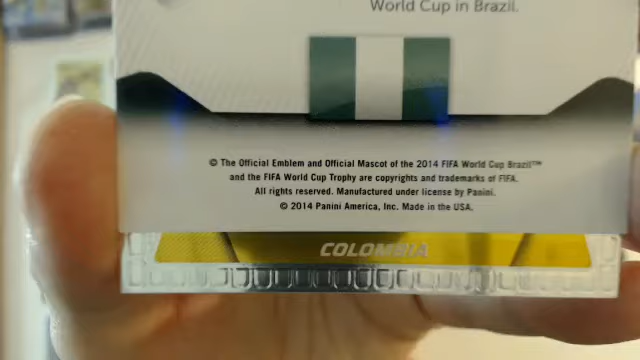 World Cup in Brazil.
© The Official Emblem and Official Mascot of the 2014 FIFA World Cup Brazil™
and the FIFA World Cup Trophy are copyrights and trademarks of FIFA.
All rights reserved. Manufactured under license by Panini.
© 2014 Panini America, Inc. Made in the USA.
COLOMBIA